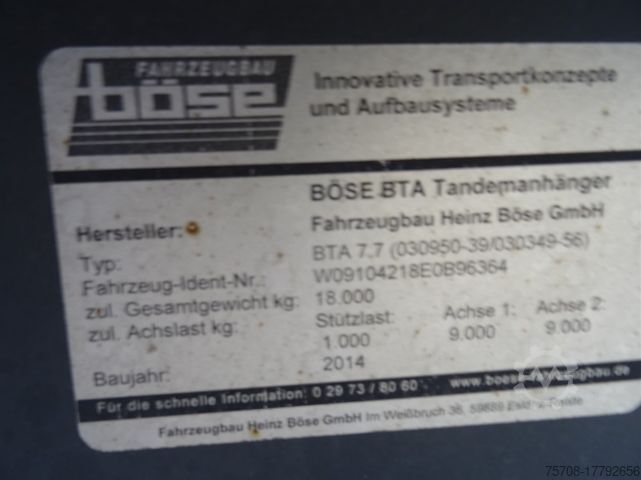 FAHRZEUGBAU
böse
Innovative Transportkonzepte
und Aufbausysteme
BÖSE BTA Tandemanhänger
Hersteller: Fahrzeugbau Heinz Böse GmbH
Typ: BTA 7.7 (030950-39/030349-56)
Fahrzeug-Ident-Nr.: W09104218E0B96364
zul. Gesamtgewicht kg: 18.000
zul. Achslast kg: Stützlast: Achse 1: Achse 2:
1.000 9.000 9.000
Baujahr: 2014
Für die schnelle Information: 0 29 73 / 80 60
Fahrzeugbau Heinz Böse GmbH Im Weißbruch 36, 59889
75708-17792656